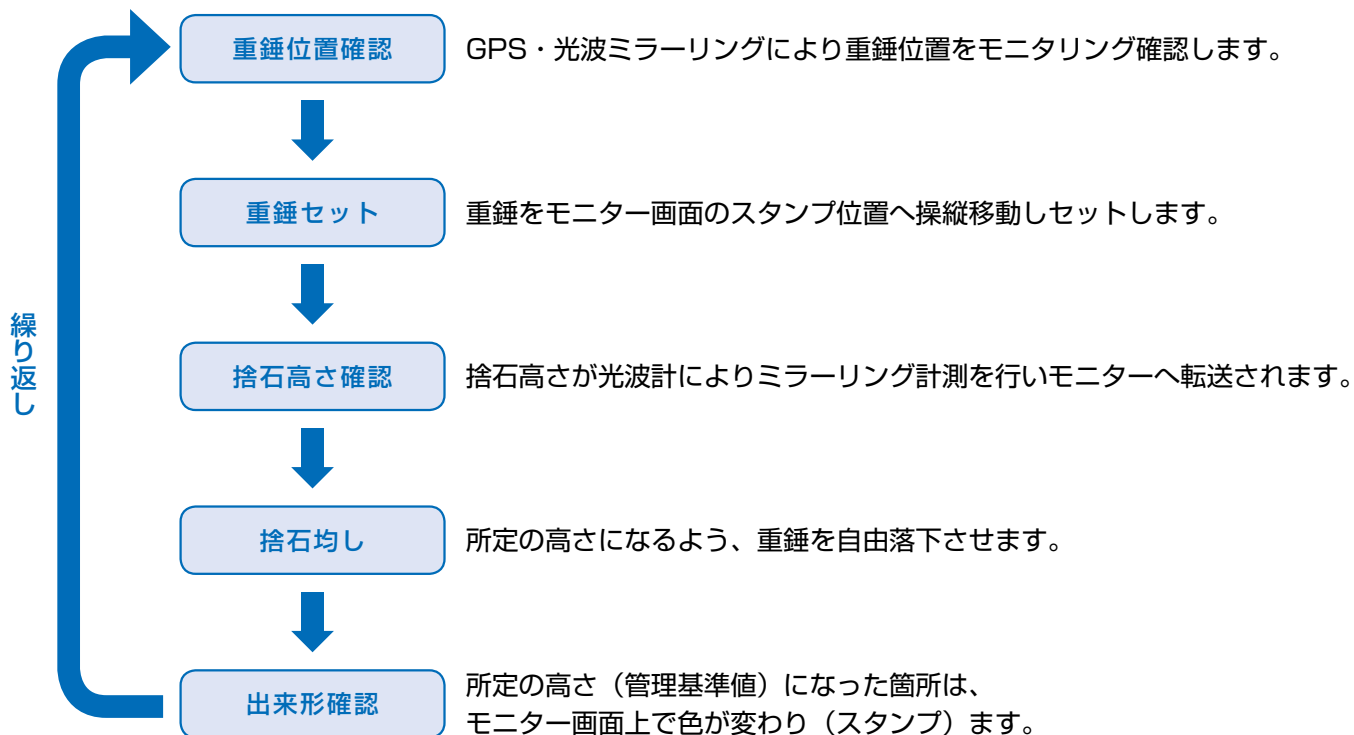 重錘位置確認
GPS・光波ミラーリングにより重錘位置をモニタリング確認します。
重錘セット
重錘をモニター画面のスタンプ位置へ操縦移動しセットします。
捨石高さ確認
捨石高さが光波計によりミラーリング計測を行いモニターへ転送されます。
捨石均し
所定の高さになるよう、重錘を自由落下させます。
出来形確認
所定の高さ（管理基準値）になった箇所は、
モニター画面上で色が変わり（スタンプ）ます。
繰り返し